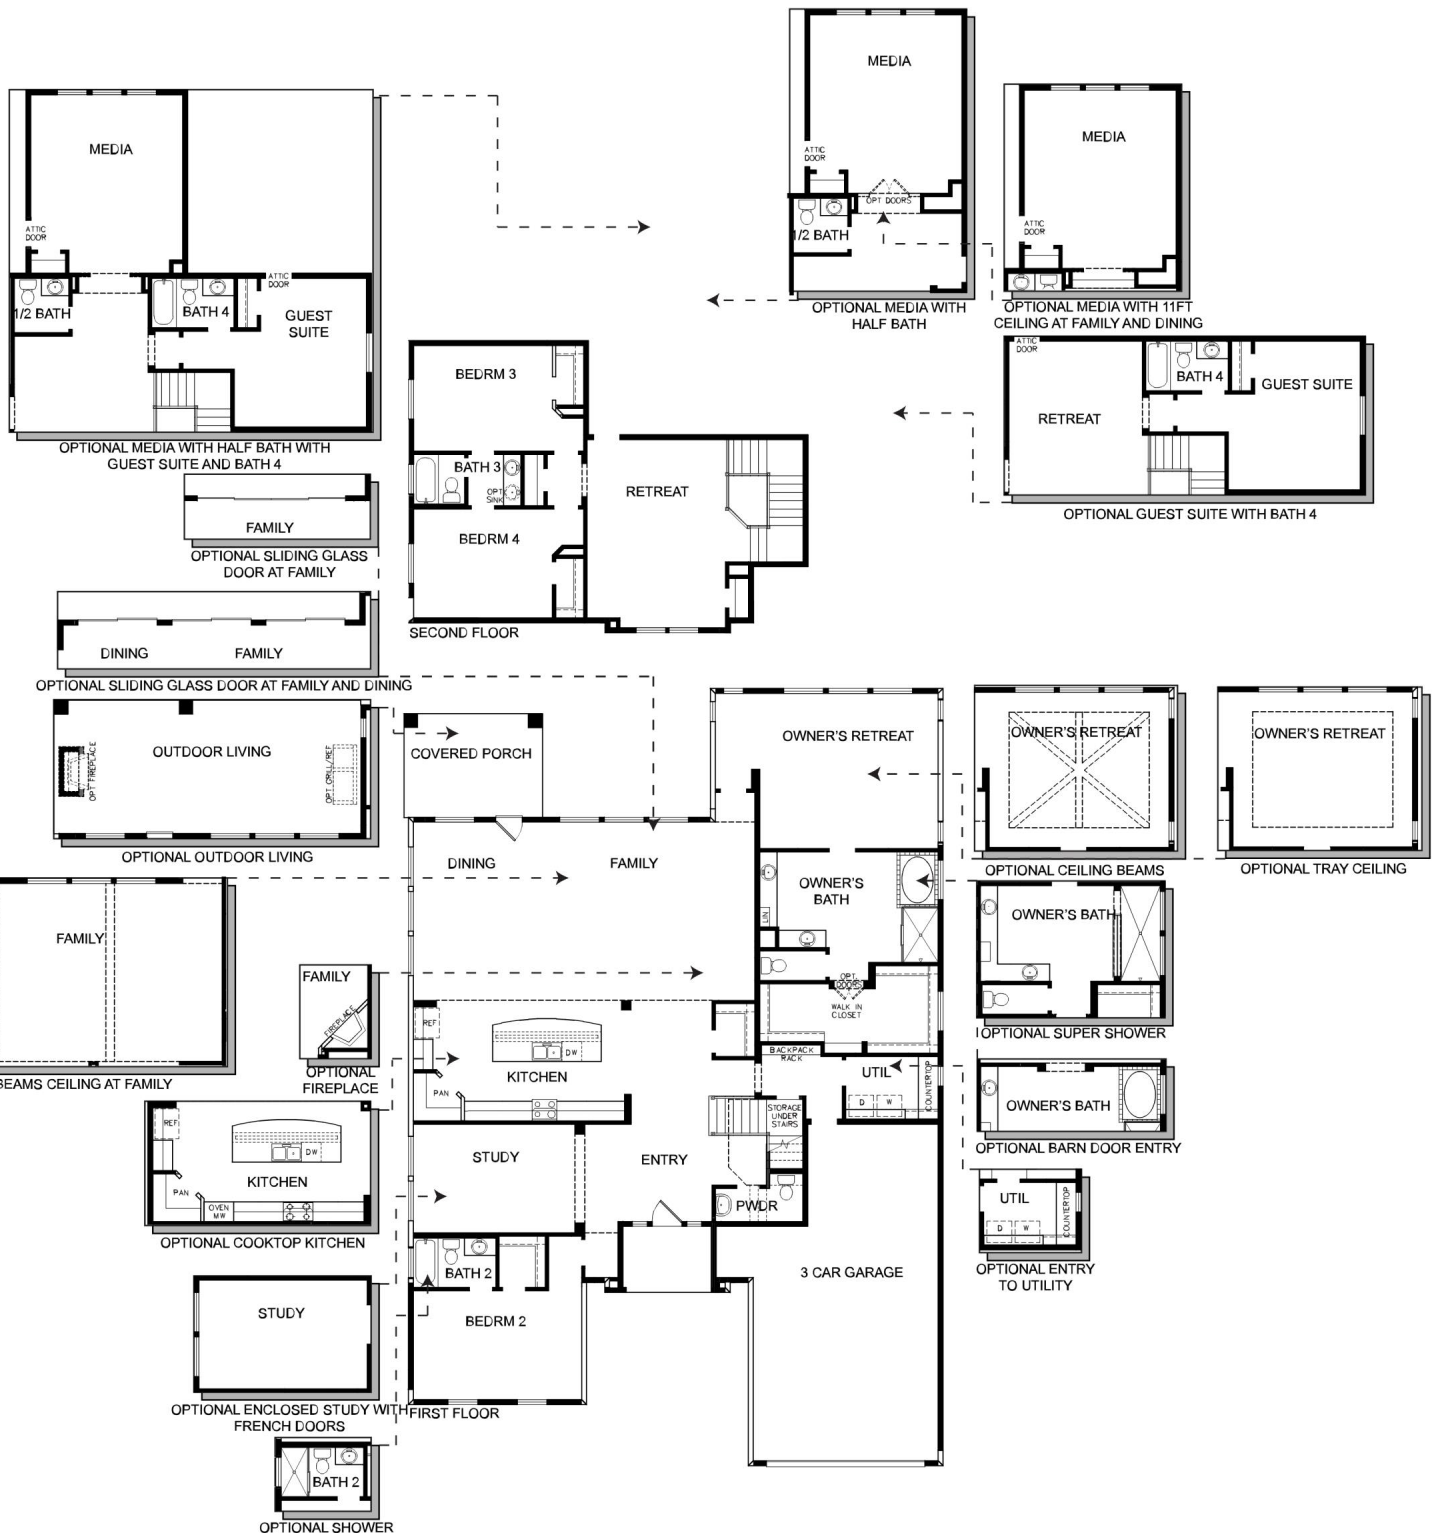 MEDIA
ATTIC
DOOR
1/2 BATH
BATH 4
ATTIC
DOOR
GUEST
SUITE
OPTIONAL MEDIA WITH HALF BATH WITH
GUEST SUITE AND BATH 4
MEDIA
ATTIC
DOOR
OPT DOORS
1/2 BATH
OPTIONAL MEDIA WITH
HALF BATH
MEDIA
ATTIC
DOOR
OPTIONAL MEDIA WITH 11FT
CEILING AT FAMILY AND DINING
ATTIC
DOOR
BATH 4
GUEST SUITE
RETREAT
OPTIONAL GUEST SUITE WITH BATH 4
BEDRM 3
BATH 3
OPT
SINK
RETREAT
BEDRM 4
SECOND FLOOR
FAMILY
OPTIONAL SLIDING GLASS
DOOR AT FAMILY
DINING
FAMILY
OPTIONAL SLIDING GLASS DOOR AT FAMILY AND DINING
OUTDOOR LIVING
OPT FIREPLACE
OPT GRILL/REF
OPTIONAL OUTDOOR LIVING
FAMILY
BEAMS CEILING AT FAMILY
FAMILY
FIREPLACE
OPTIONAL
FIREPLACE
REF
DW
KITCHEN
PAN
OVEN
MW
OPTIONAL COOKTOP KITCHEN
STUDY
OPTIONAL ENCLOSED STUDY WITH
FRENCH DOORS
BATH 2
OPTIONAL SHOWER
COVERED PORCH
OWNER'S RETREAT
DINING
FAMILY
OWNER'S
BATH
LIN
OPT.
DOORS
WALK IN
CLOSET
REF
DW
KITCHEN
PAN
BACKPACK
RACK
UTIL
D
W
COUNTERTOP
STORAGE
UNDER
STAIRS
STUDY
ENTRY
PWDR
BATH 2
BEDRM 2
3 CAR GARAGE
FIRST FLOOR
OWNER'S RETREAT
OPTIONAL CEILING BEAMS
OWNER'S RETREAT
OPTIONAL TRAY CEILING
OWNER'S BATH
OPTIONAL SUPER SHOWER
OWNER'S BATH
OPTIONAL BARN DOOR ENTRY
UTIL
D
W
COUNTERTOP
OPTIONAL ENTRY
TO UTILITY